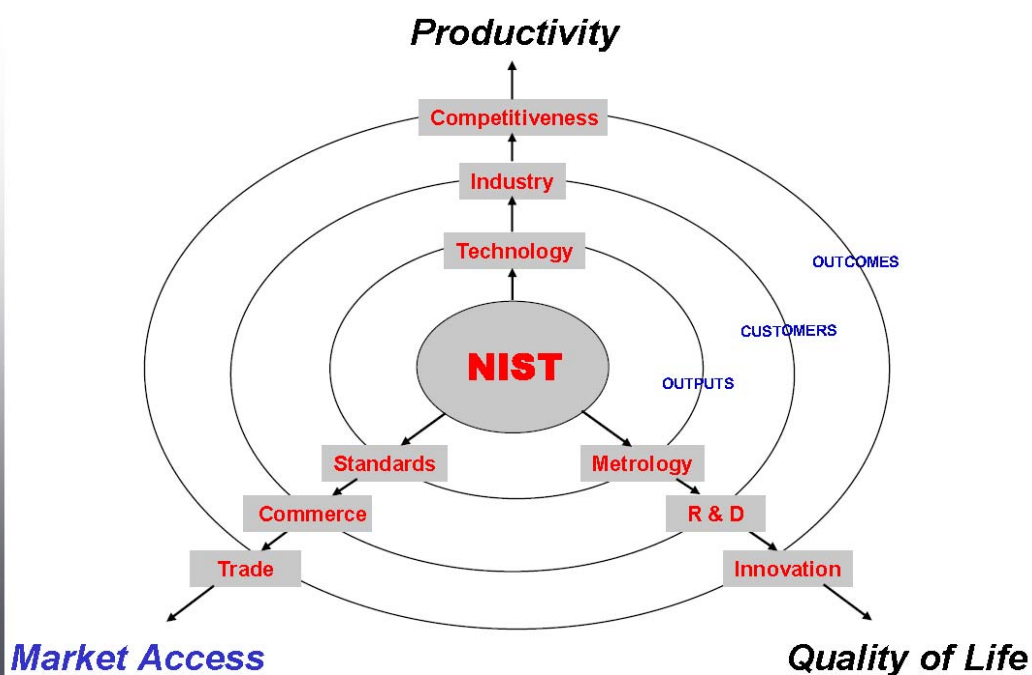 Productivity
Competitiveness
Industry
Technology
OUTCOMES
CUSTOMERS
NIST
OUTPUTS
Standards
Metrology
Commerce
R & D
Trade
Innovation
Market Access
Quality of Life